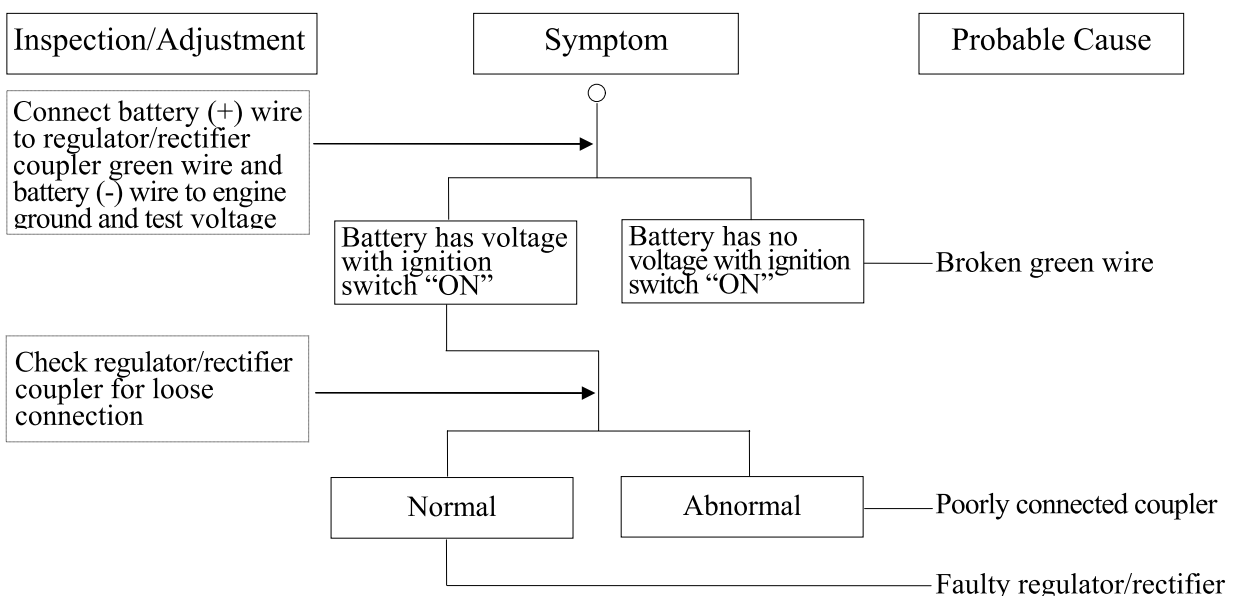 Inspection/Adjustment
Symptom
Probable Cause
Connect battery (+) wire
to regulator/rectifier
coupler green wire and
battery (-) wire to engine
ground and test voltage
Battery has voltage
with ignition
switch “ON”
Battery has no
voltage with ignition
switch “ON”
Broken green wire
Check regulator/rectifier
coupler for loose
connection
Normal
Abnormal
Poorly connected coupler
Faulty regulator/rectifier